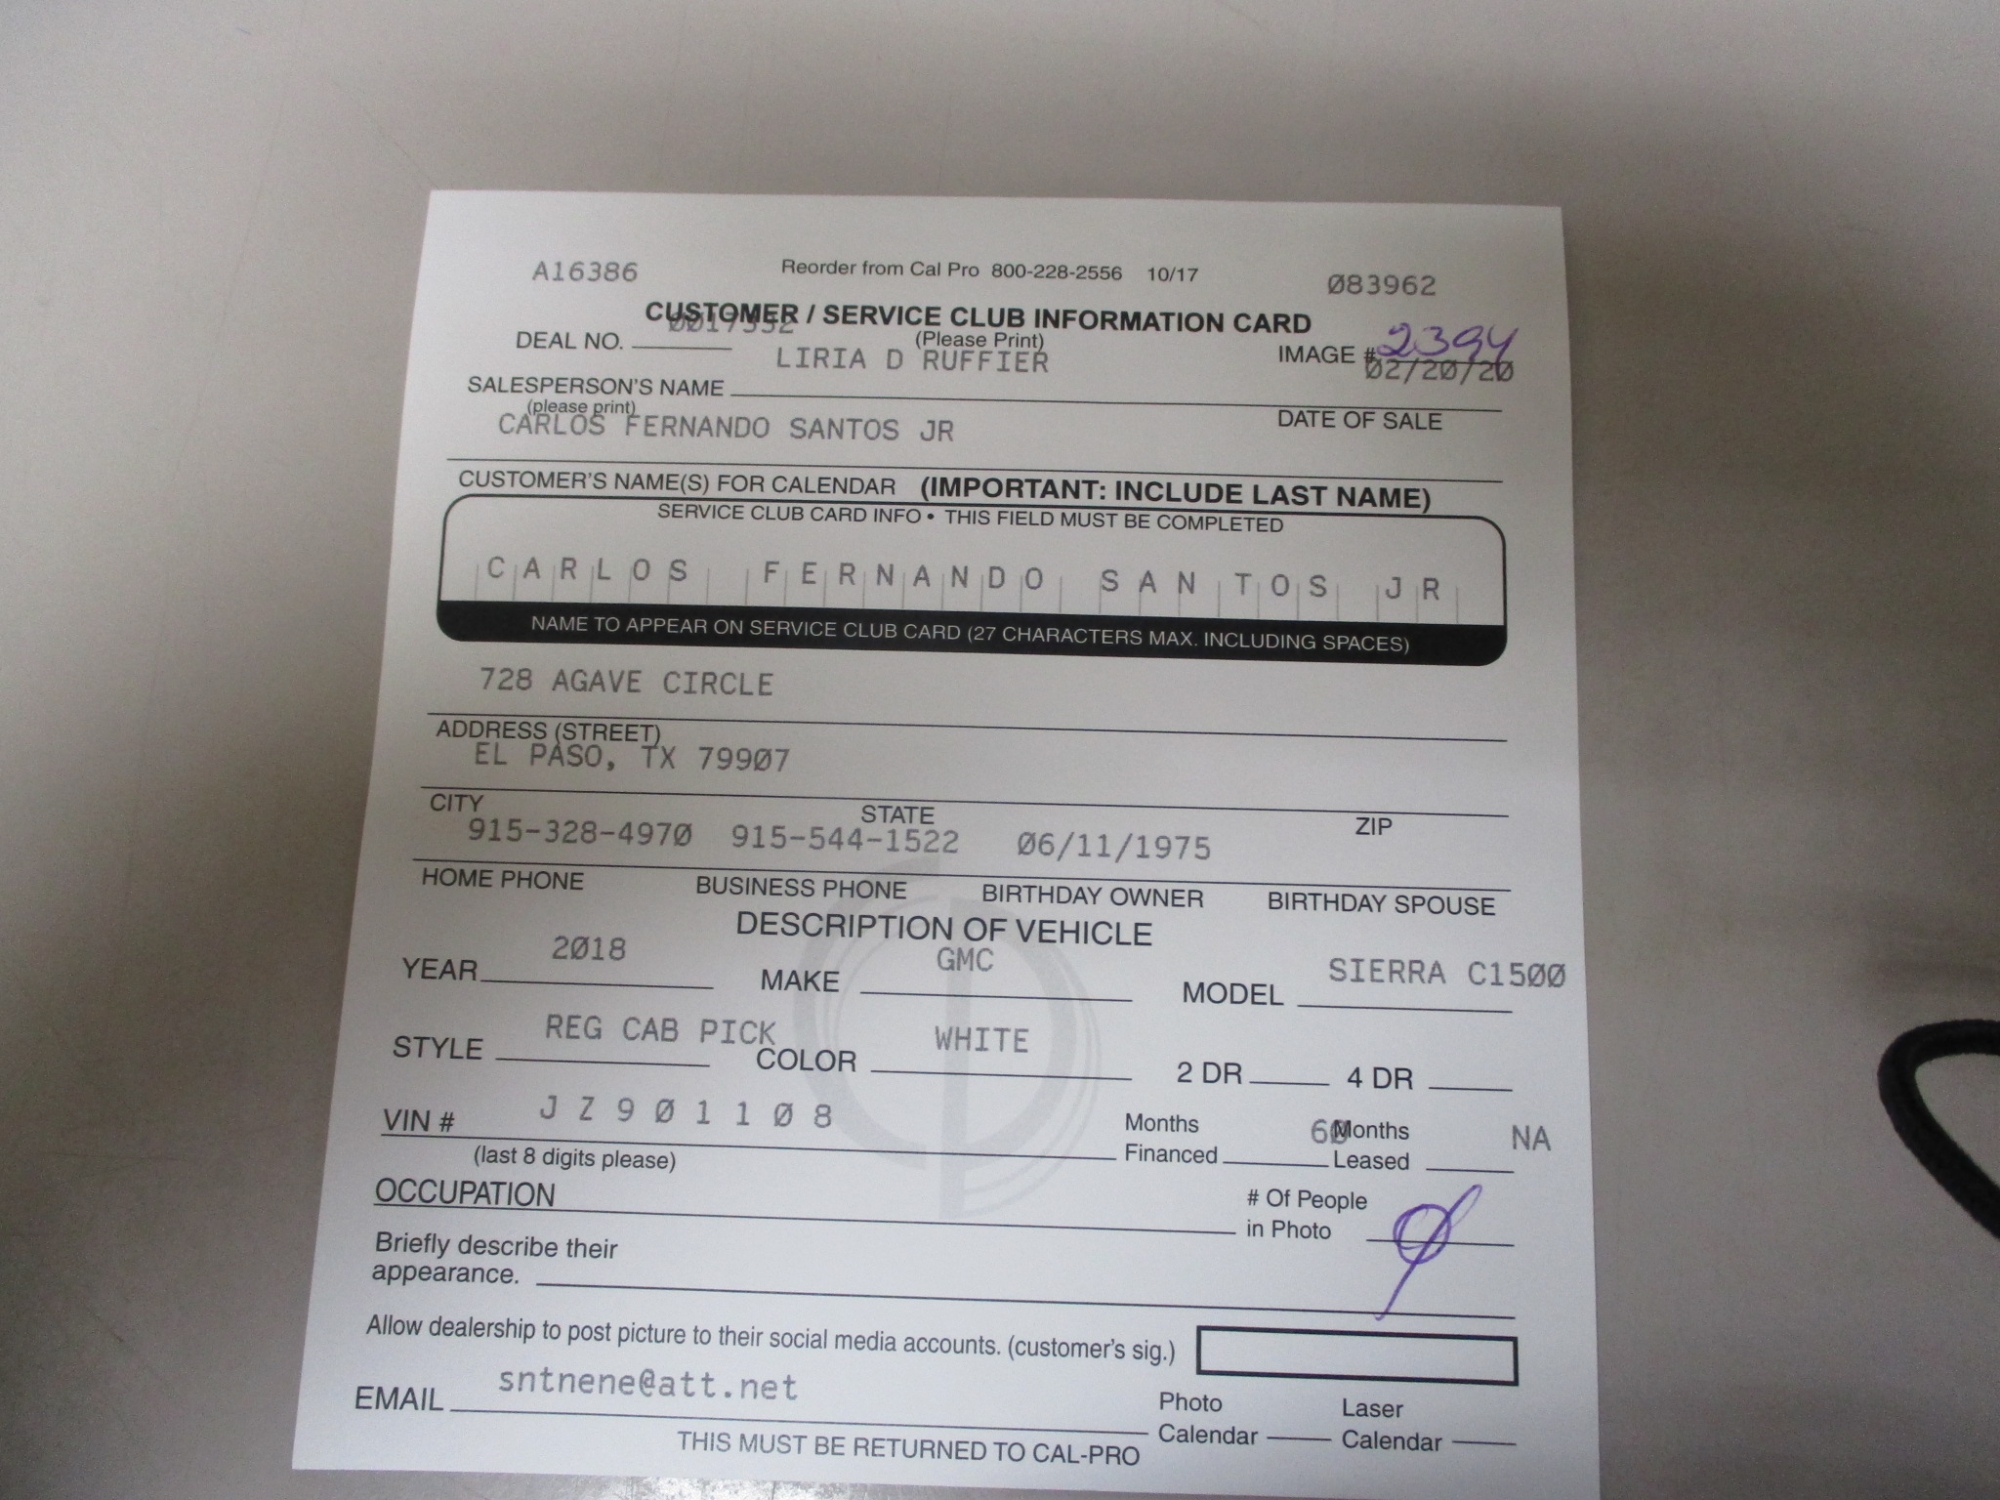 A16386 Reorder from Cal Pro 800-228-2556 10/17 Ø83962
CUSTOMER / SERVICE CLUB INFORMATION CARD
DEAL NO. ØØ17332 (Please Print) IMAGE # 2394
LIRIA D RUFFIER Ø2/20/2Ø
SALESPERSON'S NAME
(please print) DATE OF SALE
CARLOS FERNANDO SANTOS JR
CUSTOMER'S NAME(S) FOR CALENDAR (IMPORTANT: INCLUDE LAST NAME)
SERVICE CLUB CARD INFO • THIS FIELD MUST BE COMPLETED
CARLOS FERNANDO SANTOS JR
NAME TO APPEAR ON SERVICE CLUB CARD (27 CHARACTERS MAX. INCLUDING SPACES)
728 AGAVE CIRCLE
ADDRESS (STREET)
EL PASO, TX 799Ø7
CITY STATE ZIP
915-328-497Ø 915-544-1522 Ø6/11/1975
HOME PHONE BUSINESS PHONE BIRTHDAY OWNER BIRTHDAY SPOUSE
DESCRIPTION OF VEHICLE
YEAR 2Ø18 MAKE GMC MODEL SIERRA C15ØØ
STYLE REG CAB PICK COLOR WHITE 2 DR 4 DR
VIN # JZ9Ø11Ø8 Months Financed 6Ø Months Leased NA
(last 8 digits please)
OCCUPATION # Of People in Photo Ø
Briefly describe their
appearance.
Allow dealership to post picture to their social media accounts. (customer's sig.)
EMAIL sntnene@att.net Photo Calendar Laser Calendar
THIS MUST BE RETURNED TO CAL-PRO